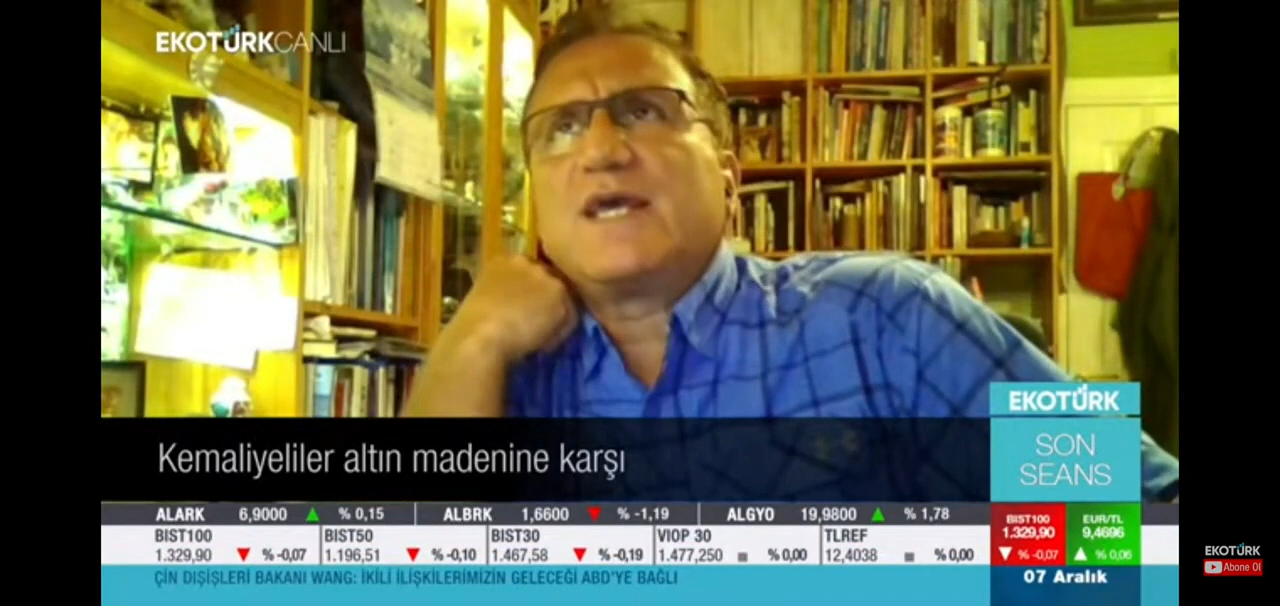 EKOTÜRK CANLI
Kemaliyeliler altın madenine karşı
EKOTÜRK
SON
SEANS
ALARK 6,9000 % 0,15 ALBRK 1,6600 % -1,19 ALGYO 19,9800 % 1,78
BIST100 BIST50 BIST30 VIOP 30 TLREF
1.329,90 % -0,07 1.196,51 % -0,10 1.467,58 % -0,19 1.477,250 % 0,00 12,4038 % 0,00
BIST100
1.329,90
% -0,07
EUR/TL
9,4696
% 0,06
ÇİN DIŞİŞLERİ BAKANI WANG: İKİLİ İLİŞKİLERİMİZİN GELECEĞİ ABD'YE BAĞLI
07 Aralık
EKOTÜRK
Abone Ol